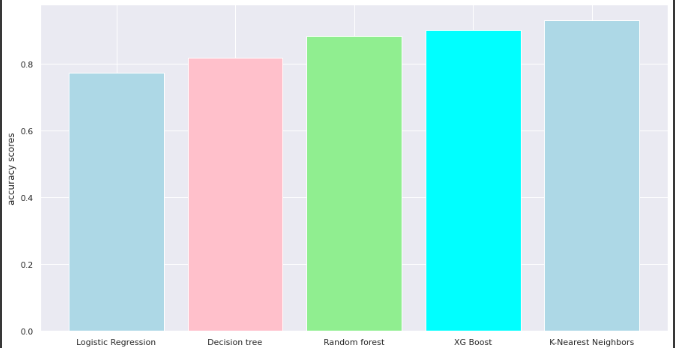 accuracy scores
0.8
0.6
0.4
0.2
0.0
Logistic Regression
Decision tree
Random forest
XG Boost
K-Nearest Neighbors